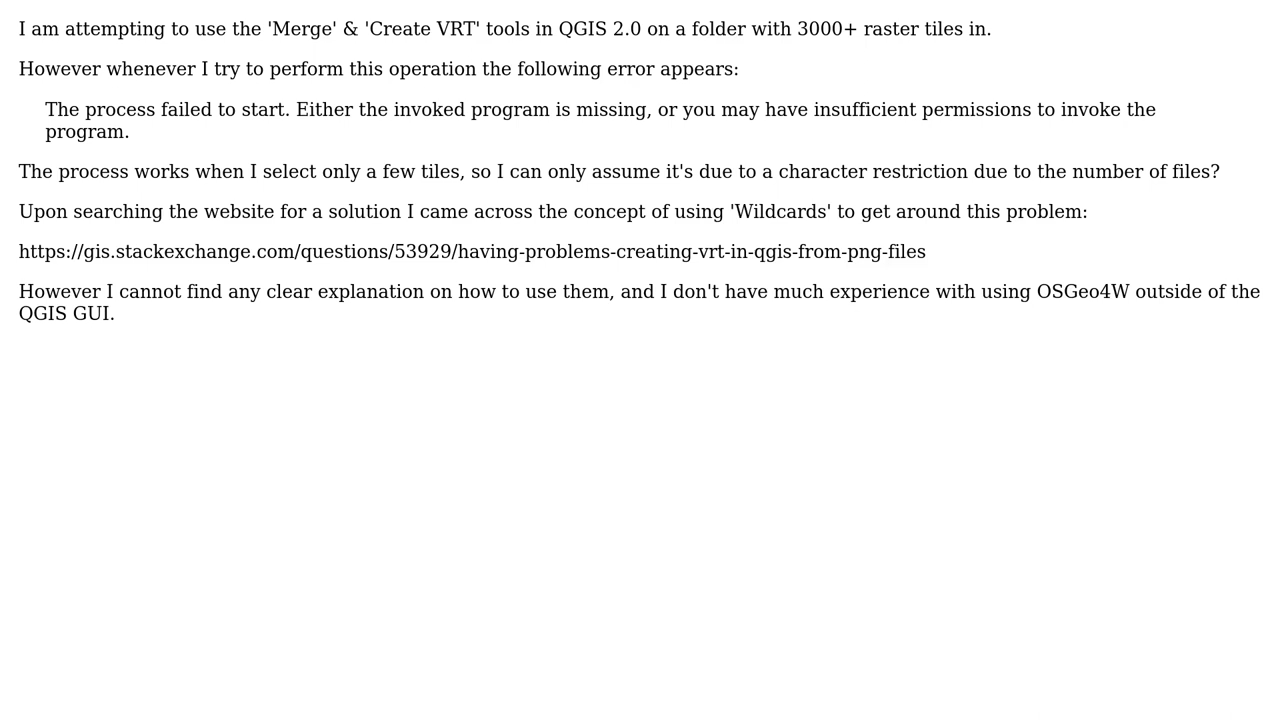 I am attempting to use the 'Merge' & 'Create VRT' tools in QGIS 2.0 on a folder with 3000+ raster tiles in.
However whenever I try to perform this operation the following error appears:
The process failed to start. Either the invoked program is missing, or you may have insufficient permissions to invoke the
program.
The process works when I select only a few tiles, so I can only assume it's due to a character restriction due to the number of files?
Upon searching the website for a solution I came across the concept of using 'Wildcards' to get around this problem:
https://gis.stackexchange.com/questions/53929/having-problems-creating-vrt-in-qgis-from-png-files
However I cannot find any clear explanation on how to use them, and I don't have much experience with using OSGeo4W outside of the
QGIS GUI.